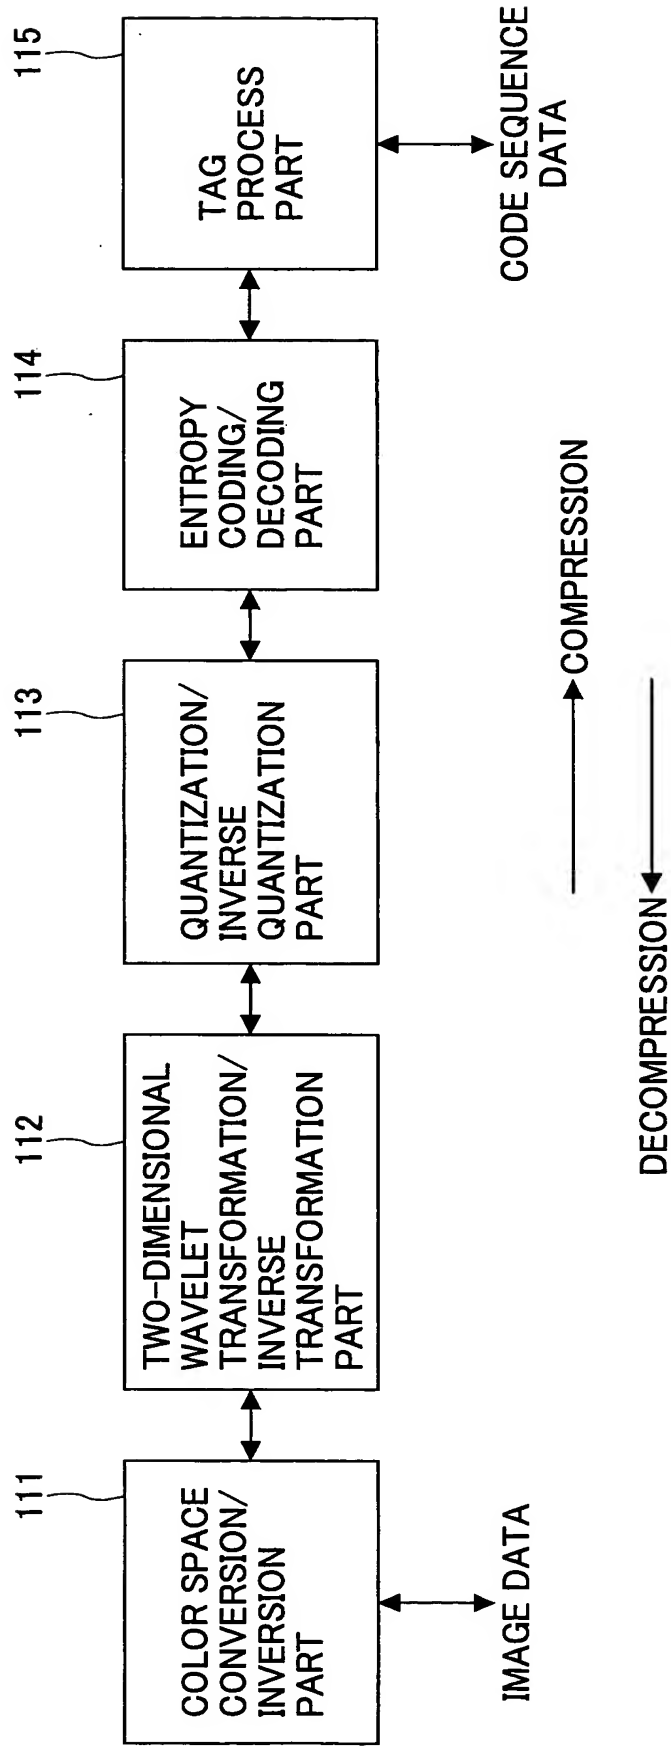 111
COLOR SPACE
CONVERSION/
INVERSION
PART
IMAGE DATA
112
TWO-DIMENSIONAL
WAVELET
TRANSFORMATION/
INVERSE
TRANSFORMATION
PART
113
QUANTIZATION/
INVERSE
QUANTIZATION
PART
114
ENTROPY
CODING/
DECODING
PART
115
TAG
PROCESS
PART
CODE SEQUENCE
DATA
COMPRESSION
DECOMPRESSION